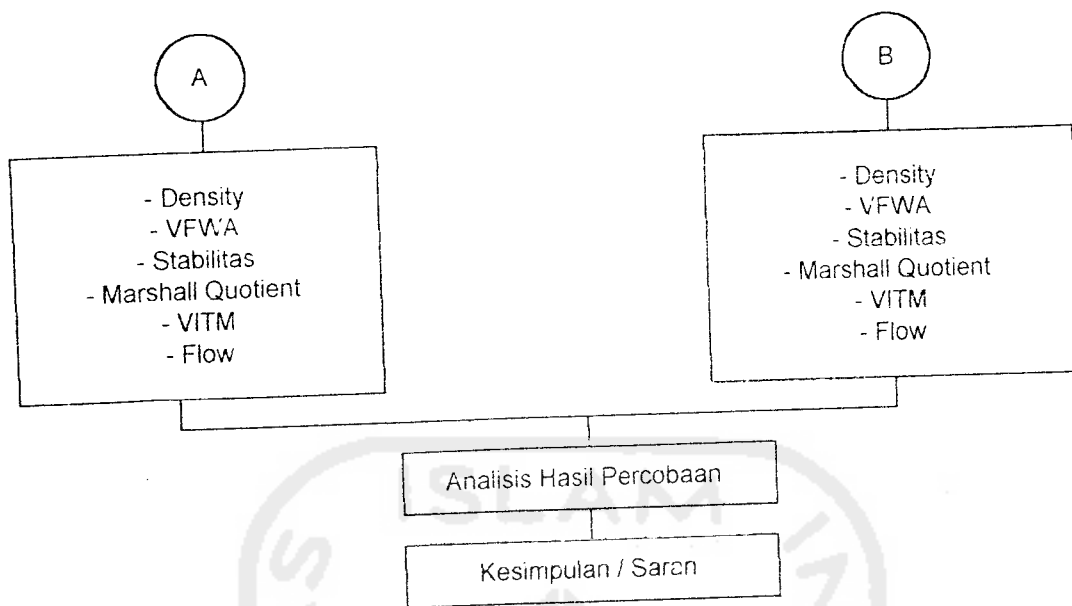 A
- Density
- VFWA
- Stabilitas
- Marshall Quotient
- VITM
- Flow
B
- Density
- VFWA
- Stabilitas
- Marshall Quotient
- VITM
- Flow
Analisis Hasil Percobaan
Kesimpulan / Saran
ISLAM